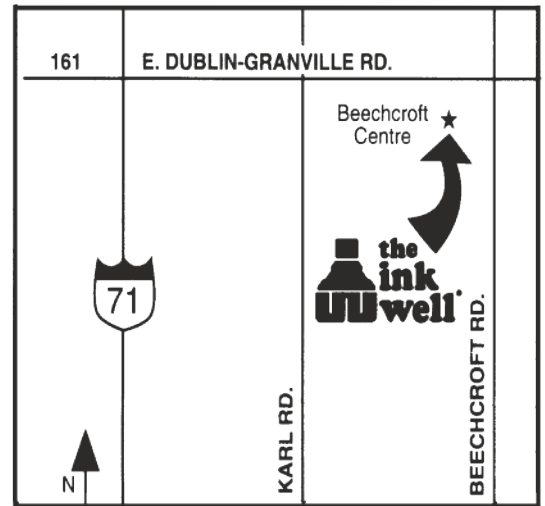 161 E. DUBLIN-GRANVILLE RD.
Beechcroft
Centre
71
the
ink
well
KARL RD.
BEECHCROFT RD.
N